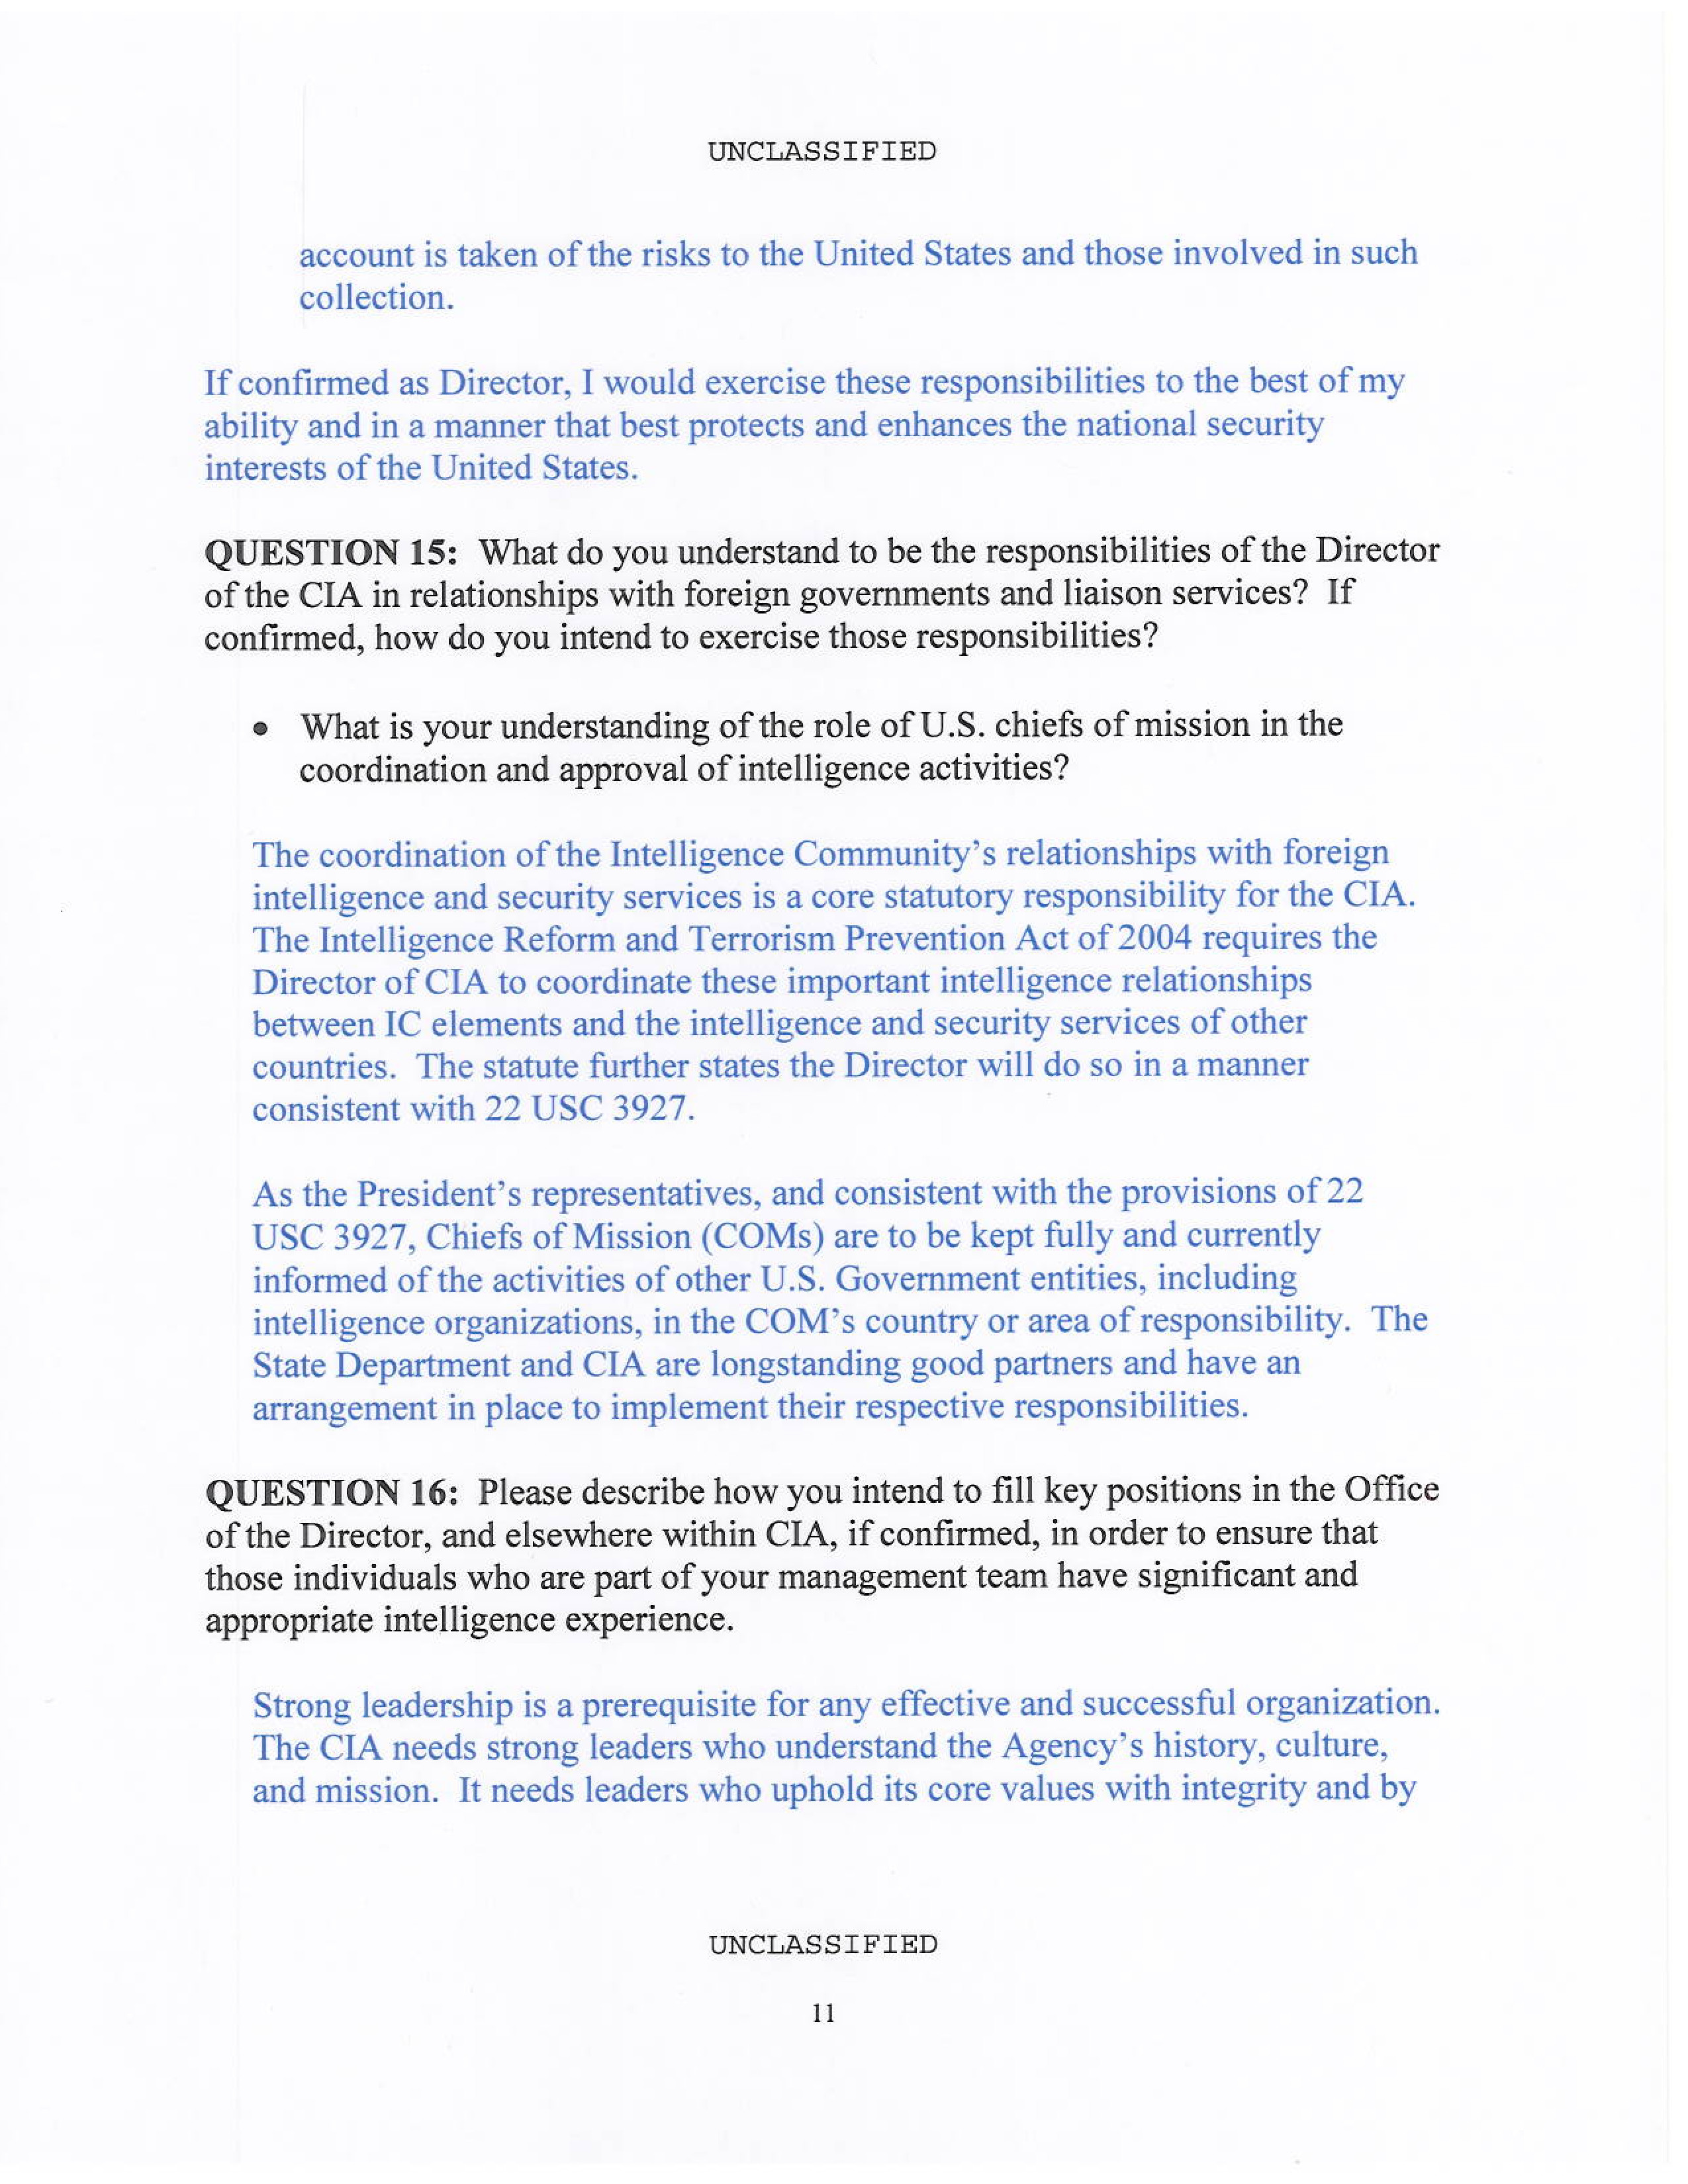 UNCLASSIFIED
account is taken of the risks to the United States and those involved in such
collection.
If confirmed as Director, I would exercise these responsibilities to the best of my
ability and in a manner that best protects and enhances the national security
interests of the United States.
QUESTION 15: What do you understand to be the responsibilities of the Director
of the CIA in relationships with foreign governments and liaison services? If
confirmed, how do you intend to exercise those responsibilities?
• What is your understanding of the role of U.S. chiefs of mission in the
coordination and approval of intelligence activities?
The coordination of the Intelligence Community's relationships with foreign
intelligence and security services is a core statutory responsibility for the CIA.
The Intelligence Reform and Terrorism Prevention Act of 2004 requires the
Director of CIA to coordinate these important intelligence relationships
between IC elements and the intelligence and security services of other
countries. The statute further states the Director will do so in a manner
consistent with 22 USC 3927.
As the President's representatives, and consistent with the provisions of 22
USC 3927, Chiefs of Mission (COMs) are to be kept fully and currently
informed of the activities of other U.S. Government entities, including
intelligence organizations, in the COM's country or area of responsibility. The
State Department and CIA are longstanding good partners and have an
arrangement in place to implement their respective responsibilities.
QUESTION 16: Please describe how you intend to fill key positions in the Office
of the Director, and elsewhere within CIA, if confirmed, in order to ensure that
those individuals who are part of your management team have significant and
appropriate intelligence experience.
Strong leadership is a prerequisite for any effective and successful organization.
The CIA needs strong leaders who understand the Agency's history, culture,
and mission. It needs leaders who uphold its core values with integrity and by
UNCLASSIFIED
11